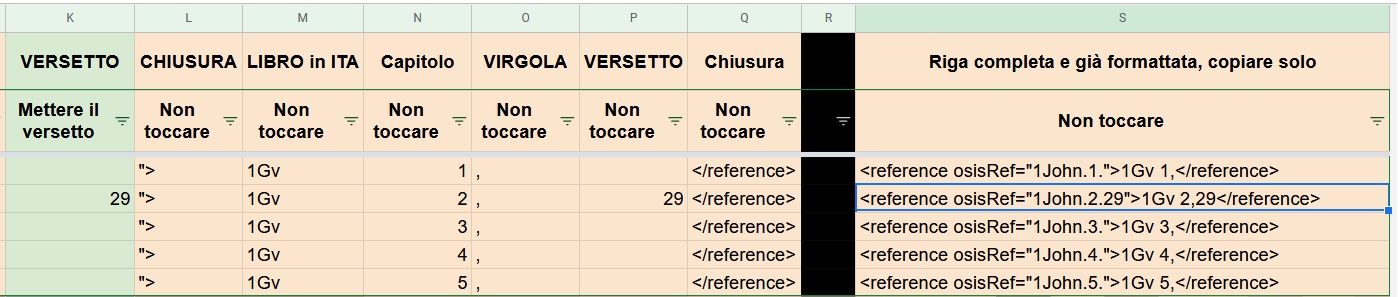 K L M N O P Q R S
VERSETTO CHIUSURA LIBRO in ITA Capitolo VIRGOLA VERSETTO Chiusura Riga completa e già formattata, copiare solo
Mettere il Non Non Non Non Non Non Non toccare
versetto toccare toccare toccare toccare toccare toccare
"> 1Gv 1 , </reference> <reference osisRef="1John.1.">1Gv 1,</reference>
29 "> 1Gv 2 , 29 </reference> <reference osisRef="1John.2.29">1Gv 2,29</reference>
"> 1Gv 3 , </reference> <reference osisRef="1John.3.">1Gv 3,</reference>
"> 1Gv 4 , </reference> <reference osisRef="1John.4.">1Gv 4,</reference>
"> 1Gv 5 , </reference> <reference osisRef="1John.5.">1Gv 5,</reference>